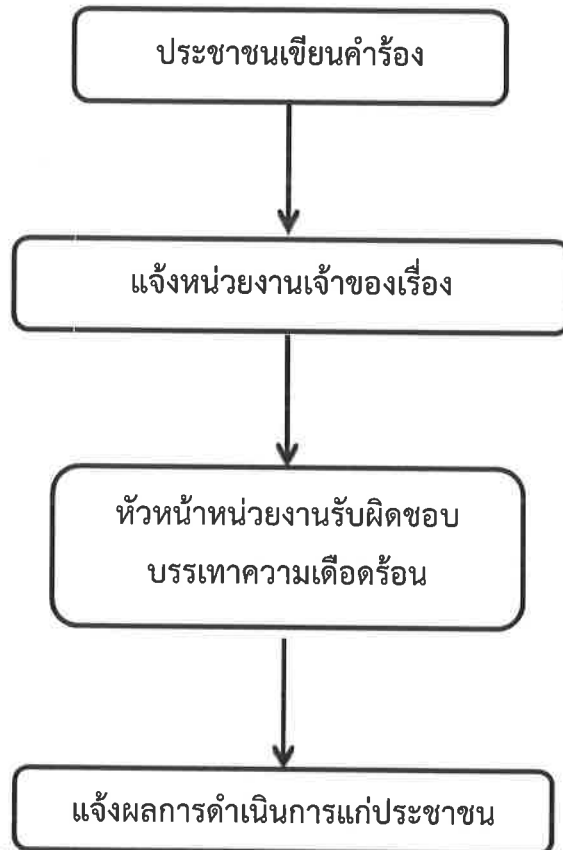 ประชาชนเขียนคำร้อง
แจ้งหน่วยงานเจ้าของเรื่อง
หัวหน้าหน่วยงานรับผิดชอบ
บรรเทาความเดือดร้อน
แจ้งผลการดำเนินการแก่ประชาชน